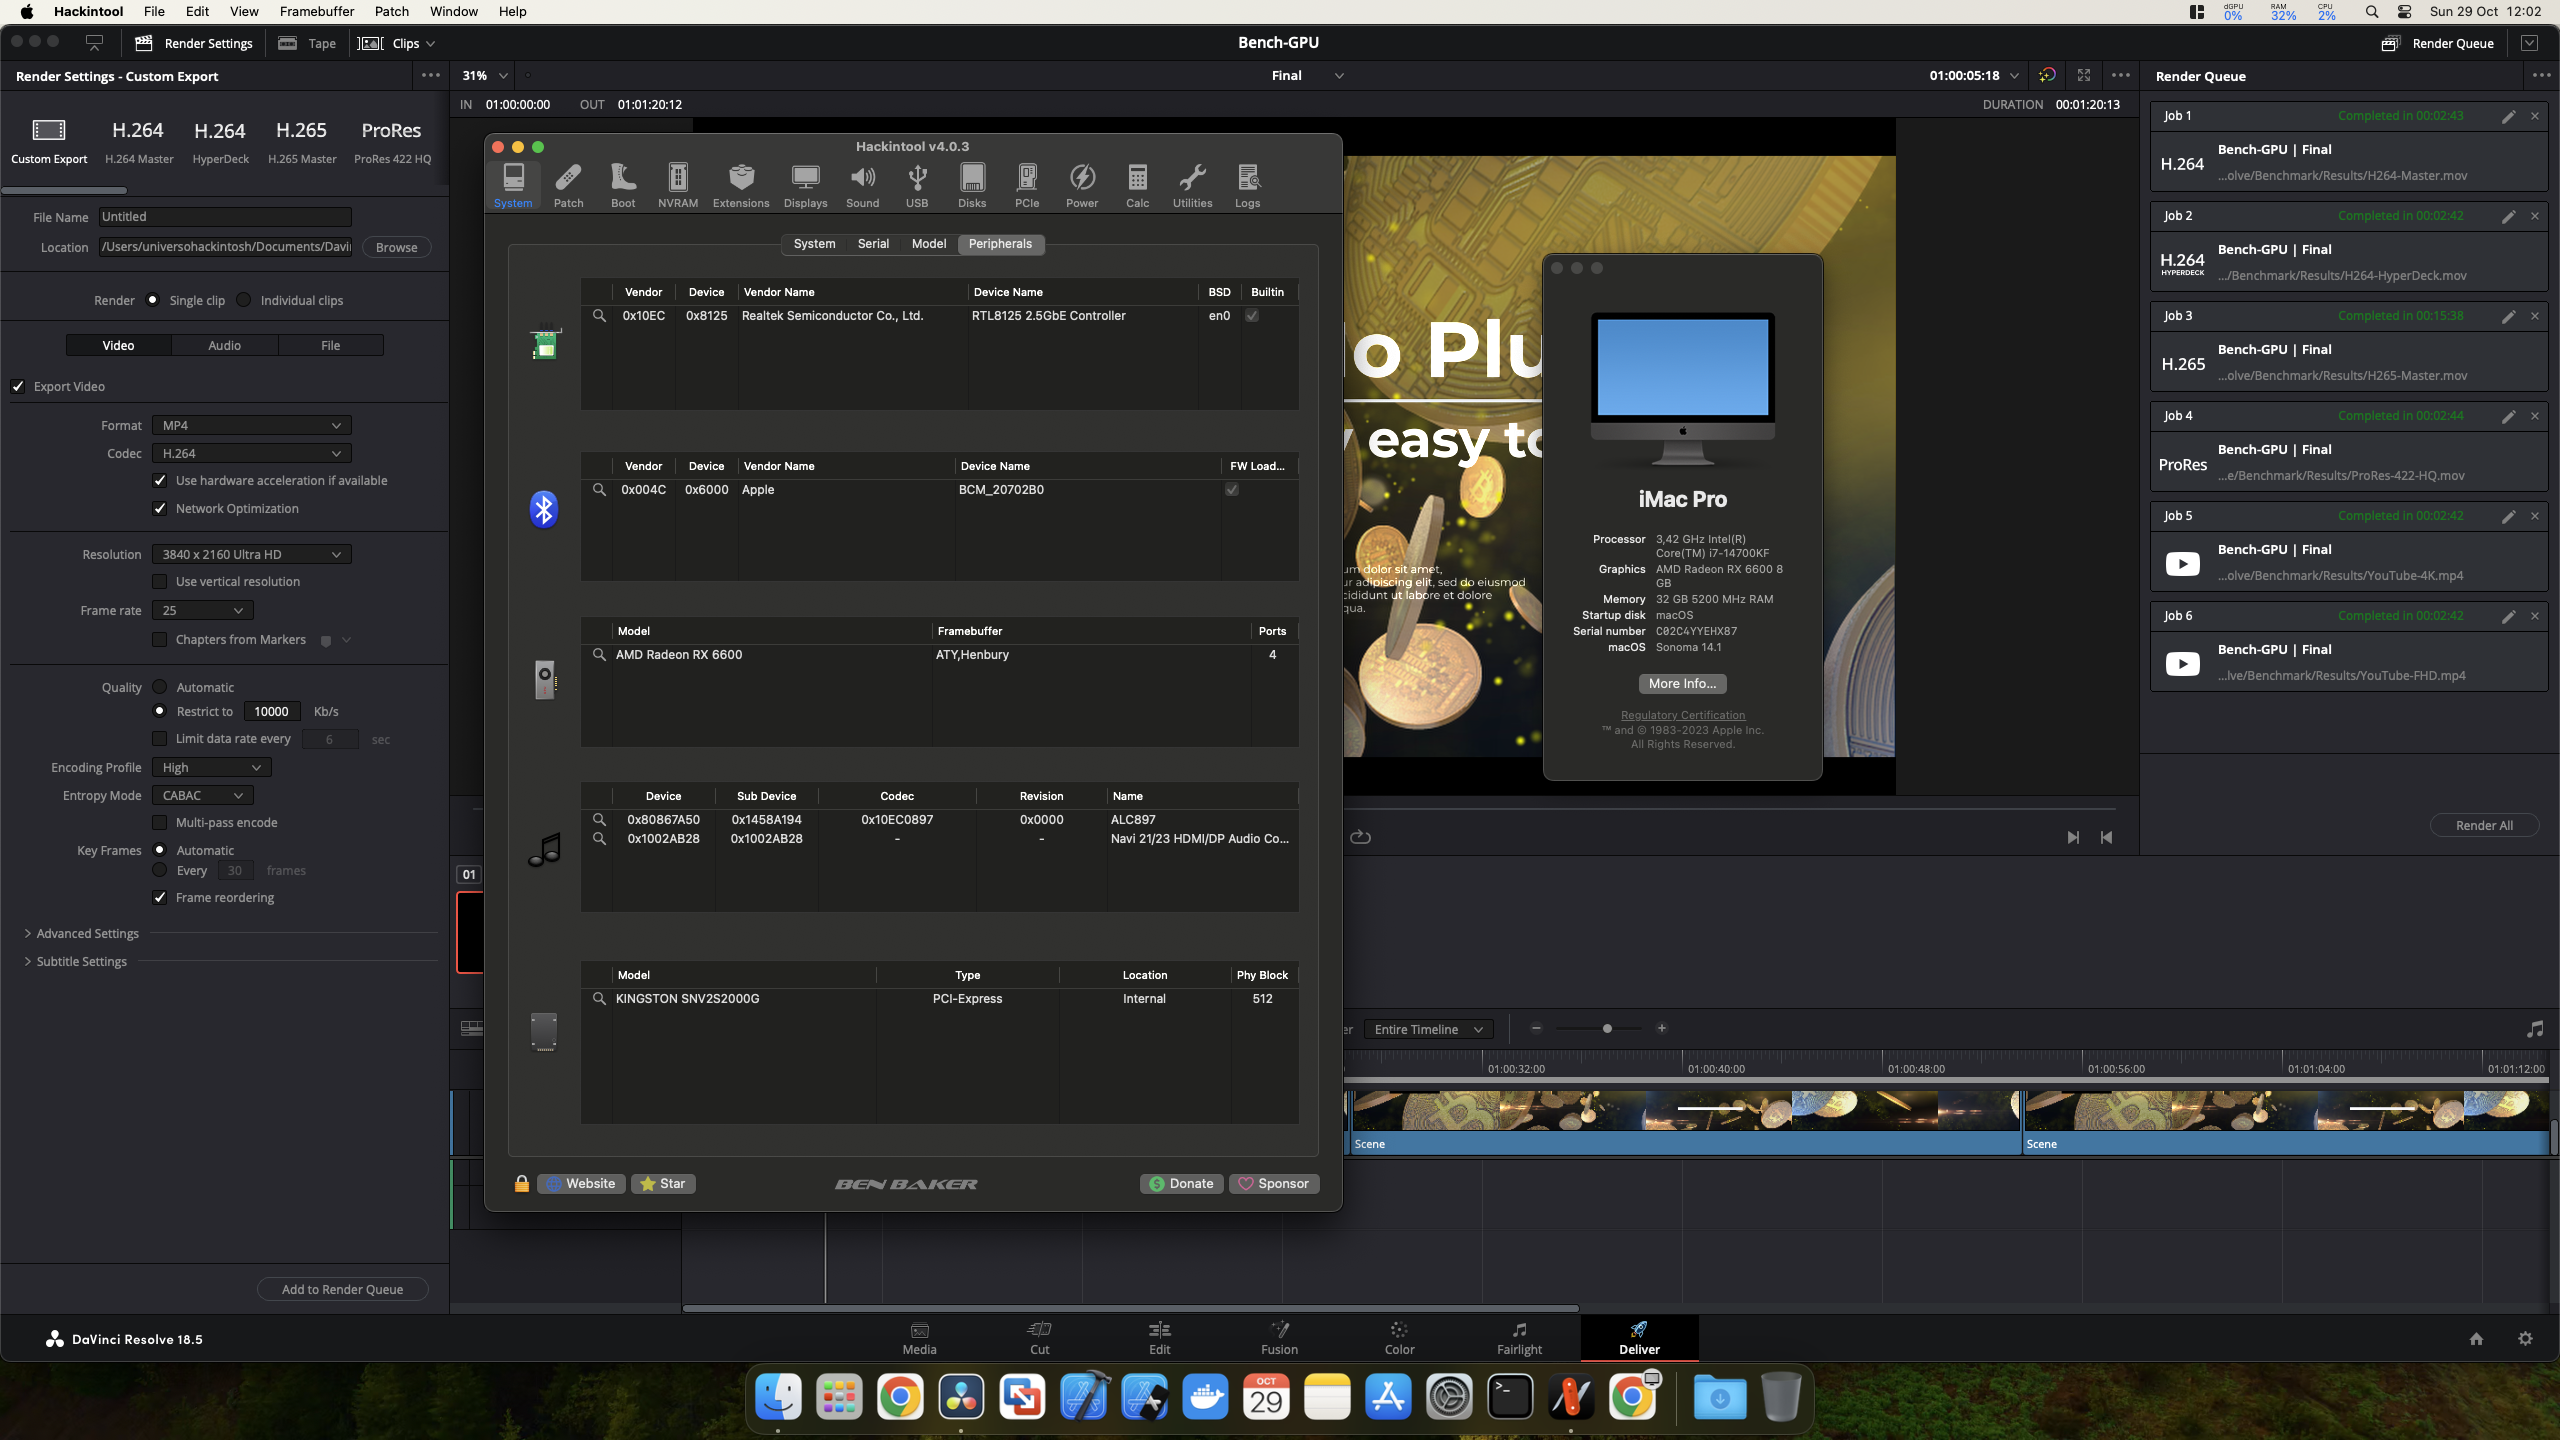 Hackintool File Edit View Framebuffer Patch Window Help
dGPU 0% RAM 32% CPU 2% Sun 29 Oct 12:02
Render Settings Tape Clips
Bench-GPU
Render Queue
Render Settings - Custom Export
31%
Final
01:00:05:18
Render Queue
IN 01:00:00:00 OUT 01:01:20:12
DURATION 00:01:20:13
H.264 H.264 H.265 ProRes
Custom Export H.264 Master HyperDeck H.265 Master ProRes 422 HQ
File Name Untitled
Location /Users/universohackintosh/Documents/Davi Browse
Render Single clip Individual clips
Video Audio File
Export Video
Format MP4
Codec H.264
Use hardware acceleration if available
Network Optimization
Resolution 3840 x 2160 Ultra HD
Use vertical resolution
Frame rate 25
Chapters from Markers
Quality Automatic
Restrict to 10000 Kb/s
Limit data rate every 6 sec
Encoding Profile High
Entropy Mode CABAC
Multi-pass encode
Key Frames Automatic
Every 30 frames
Frame reordering
Advanced Settings
Subtitle Settings
Add to Render Queue
Hackintool v4.0.3
System Patch Boot NVRAM Extensions Displays Sound USB Disks PCIe Power Calc Utilities Logs
System Serial Model Peripherals
Vendor Device Vendor Name Device Name BSD Builtin
0x10EC 0x8125 Realtek Semiconductor Co., Ltd. RTL8125 2.5GbE Controller en0
Vendor Device Vendor Name Device Name FW Load...
0x004C 0x6000 Apple BCM_20702B0
Model Framebuffer Ports
AMD Radeon RX 6600 ATY,Henbury 4
Device Sub Device Codec Revision Name
0x80867A50 0x1458A194 0x10EC0897 0x0000 ALC897
0x1002AB28 0x1002AB28 - - Navi 21/23 HDMI/DP Audio Co...
Model Type Location Phy Block
KINGSTON SNV2S2000G PCI-Express Internal 512
Website Star BEN BAKER Donate Sponsor
lo Plu
y easy to
um dolor sit amet,
ur adipiscing elit, sed do eiusmod
cididunt ut labore et dolore
qua.
iMac Pro
Processor 3,42 GHz Intel(R)
Core(TM) i7-14700KF
Graphics AMD Radeon RX 6600 8
GB
Memory 32 GB 5200 MHz RAM
Startup disk macOS
Serial number C02C4YYEHX87
macOS Sonoma 14.1
More Info...
Regulatory Certification
™ and © 1983-2023 Apple Inc.
All Rights Reserved.
Job 1 Completed in 00:02:43
H.264
Bench-GPU | Final
...olve/Benchmark/Results/H264-Master.mov
Job 2 Completed in 00:02:42
H.264
HYPERDECK
Bench-GPU | Final
.../Benchmark/Results/H264-HyperDeck.mov
Job 3 Completed in 00:15:38
H.265
Bench-GPU | Final
...olve/Benchmark/Results/H265-Master.mov
Job 4 Completed in 00:02:44
ProRes
Bench-GPU | Final
...e/Benchmark/Results/ProRes-422-HQ.mov
Job 5 Completed in 00:02:42
Bench-GPU | Final
...olve/Benchmark/Results/YouTube-4K.mp4
Job 6 Completed in 00:02:42
Bench-GPU | Final
...lve/Benchmark/Results/YouTube-FHD.mp4
Render All
01
er Entire Timeline
01:00:32:00 01:00:40:00 01:00:48:00 01:00:56:00 01:01:04:00 01:01:12:00
Scene Scene
DaVinci Resolve 18.5
Media Cut Edit Fusion Color Fairlight Deliver
OCT
29